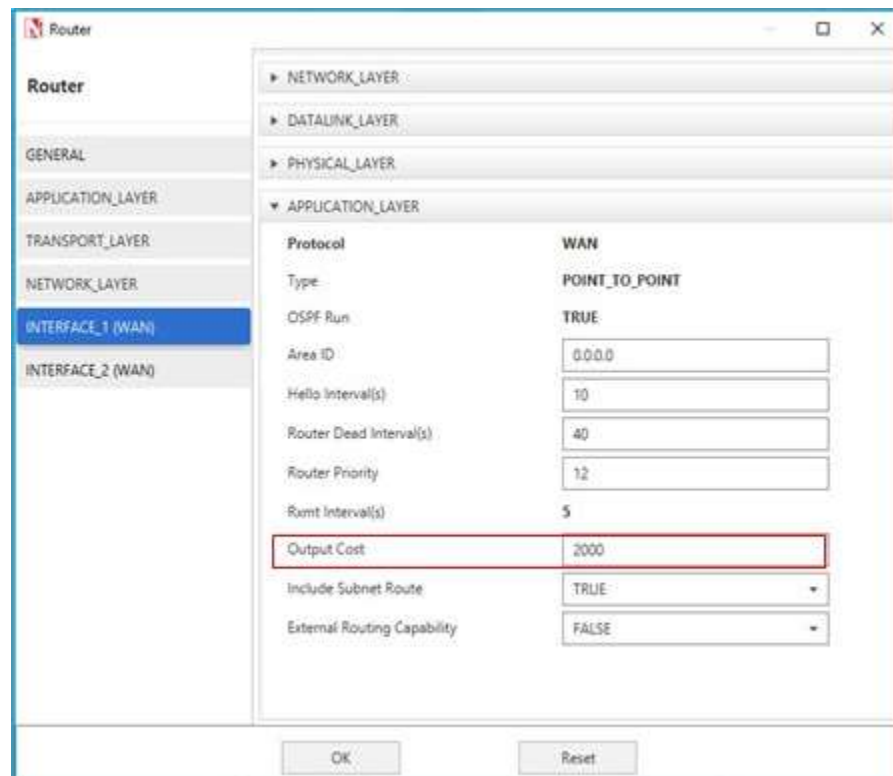 Router
Router
GENERAL
APPLICATION_LAYER
TRANSPORT_LAYER
NETWORK_LAYER
INTERFACE_1 (WAN)
INTERFACE_2 (WAN)
NETWORK_LAYER
DATALINK_LAYER
PHYSICAL_LAYER
APPLICATION_LAYER
Protocol WAN
Type POINT_TO_POINT
OSPF Run TRUE
Area ID 0.0.0.0
Hello Interval(s) 10
Router Dead Interval(s) 40
Router Priority 12
Rxmt Interval(s) 5
Output Cost 2000
Include Subnet Route TRUE
External Routing Capability FALSE
OK Reset